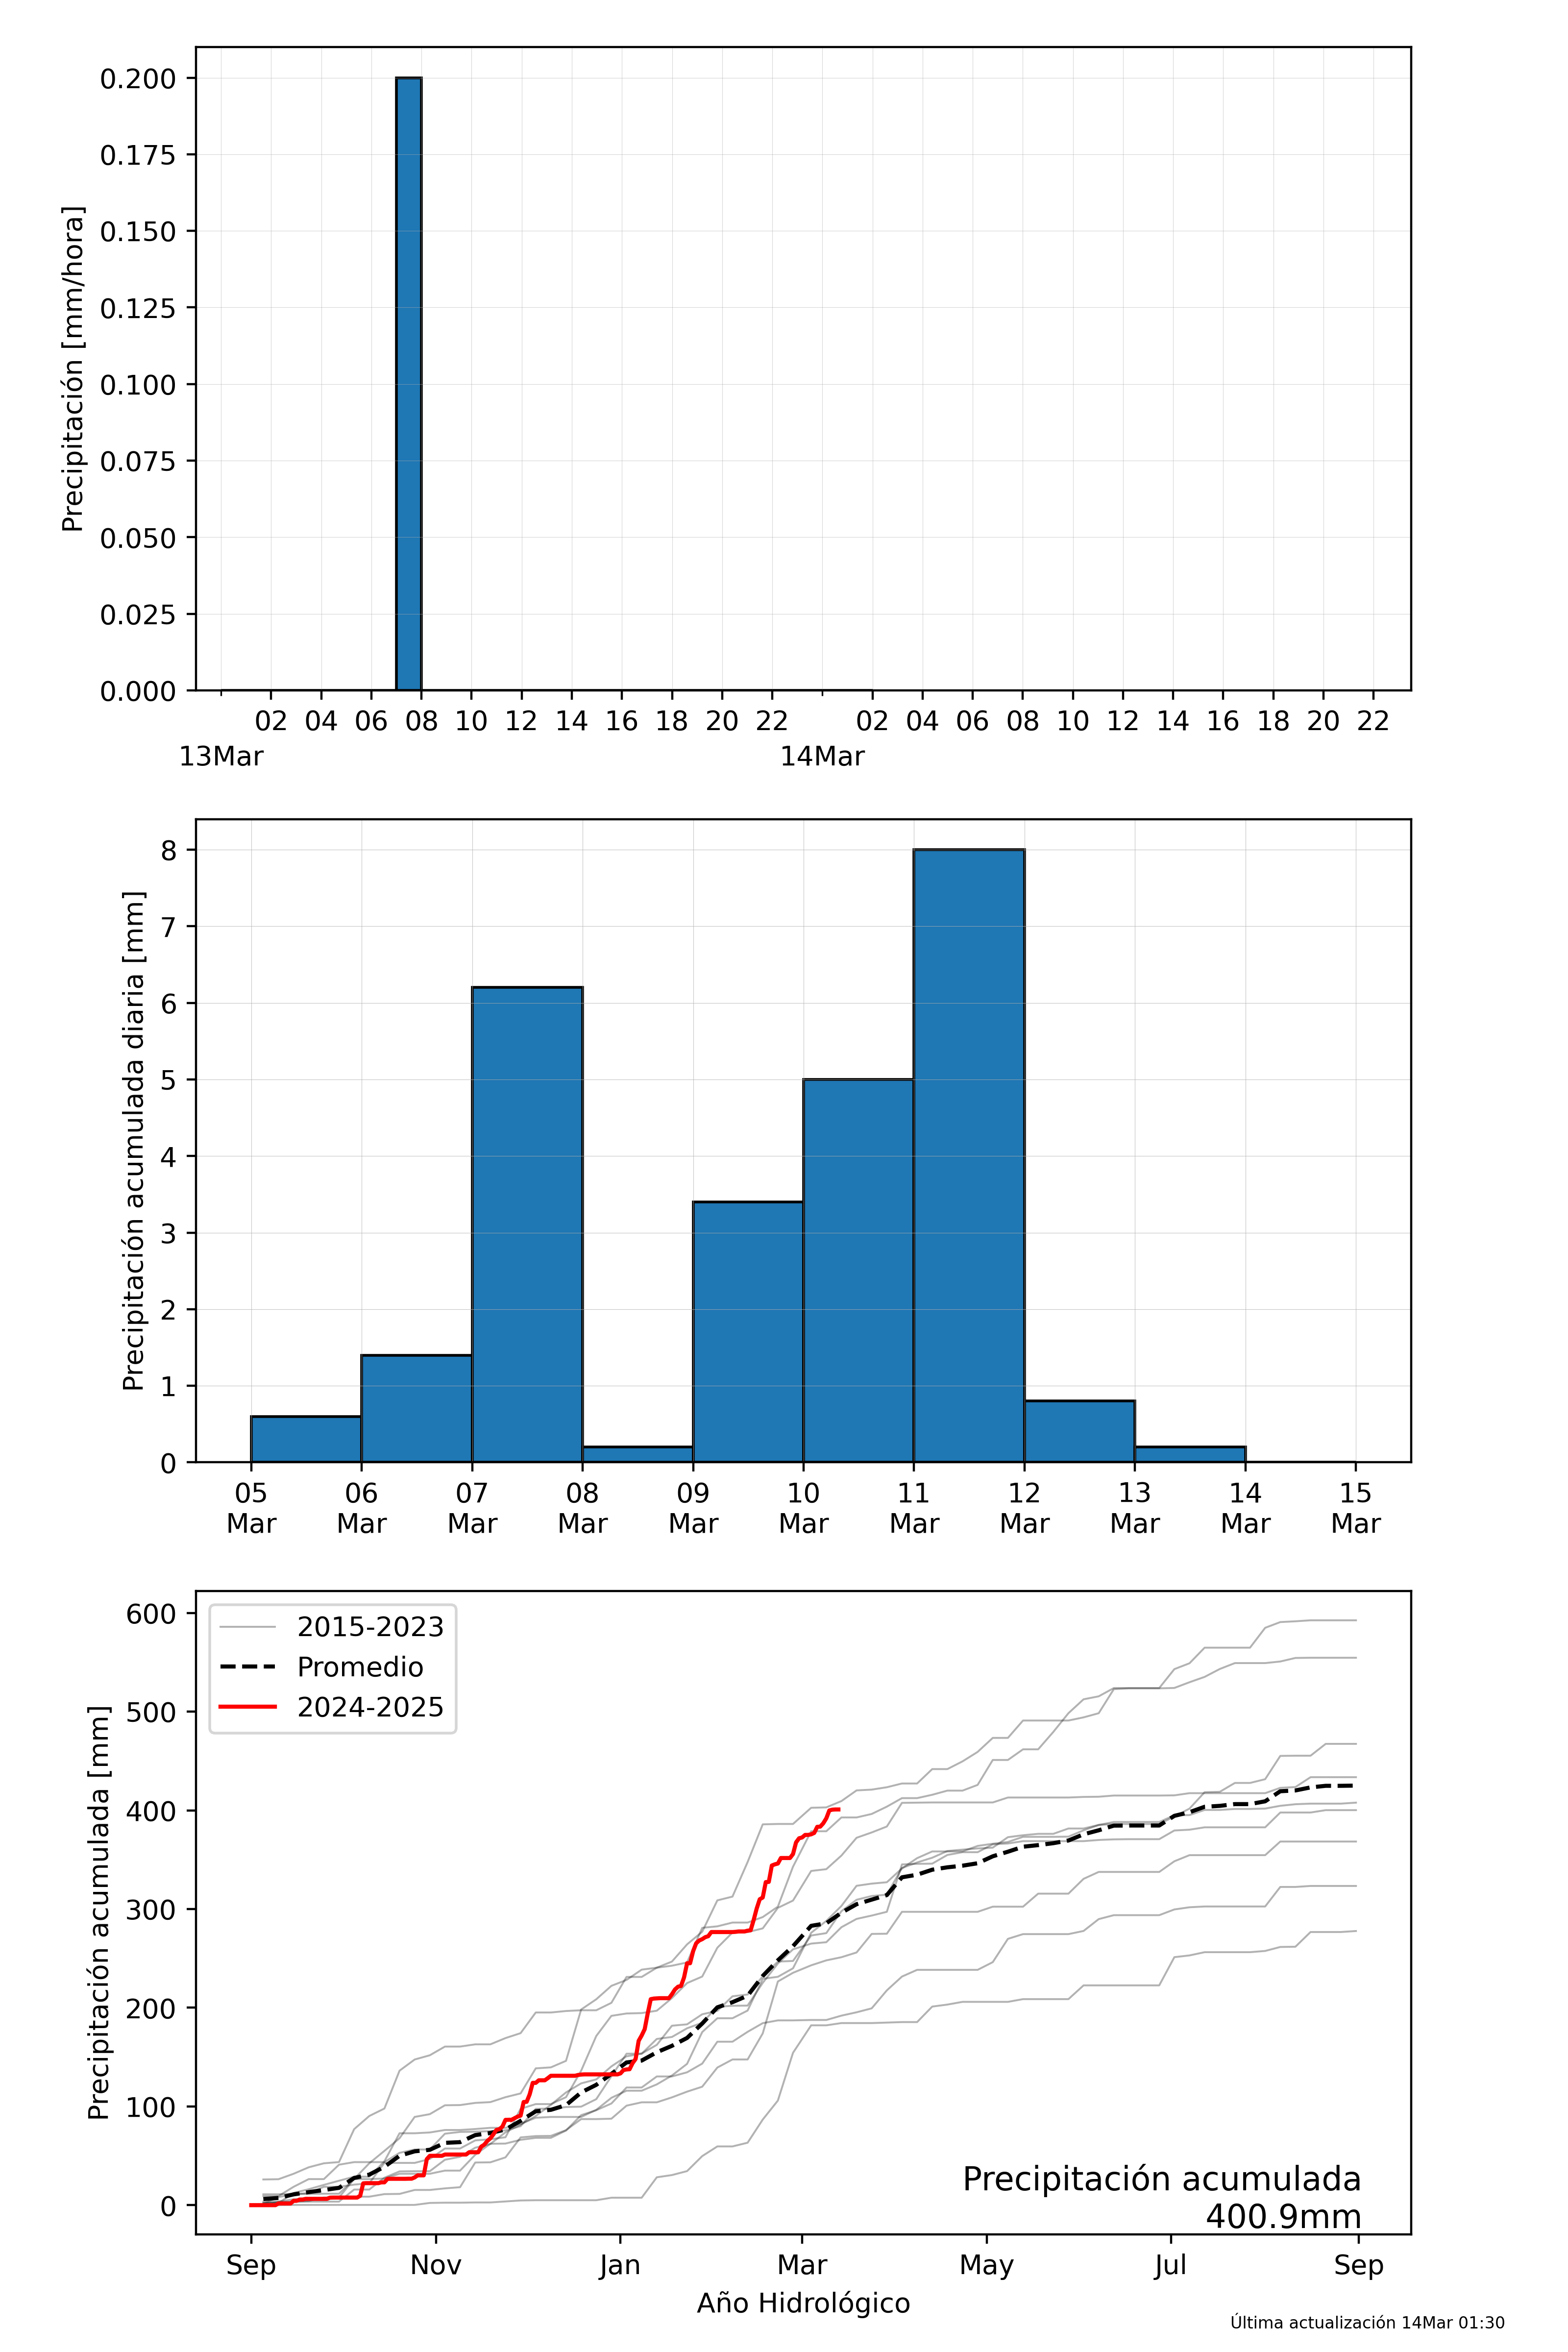 0.200
0.175
0.150
0.125
0.100
0.075
0.050
0.025
0.000
Precipitación [mm/hora]
02 04 06 08 10 12 14 16 18 20 22 02 04 06 08 10 12 14 16 18 20 22
13Mar 14Mar
8
7
6
5
4
3
2
1
0
Precipitación acumulada diaria [mm]
05 06 07 08 09 10 11 12 13 14 15
Mar Mar Mar Mar Mar Mar Mar Mar Mar Mar Mar
600
500
400
300
200
100
0
Precipitación acumulada [mm]
2015-2023
Promedio
2024-2025
Precipitación acumulada
400.9mm
Sep Nov Jan Mar May Jul Sep
Año Hidrológico
Última actualización 14Mar 01:30